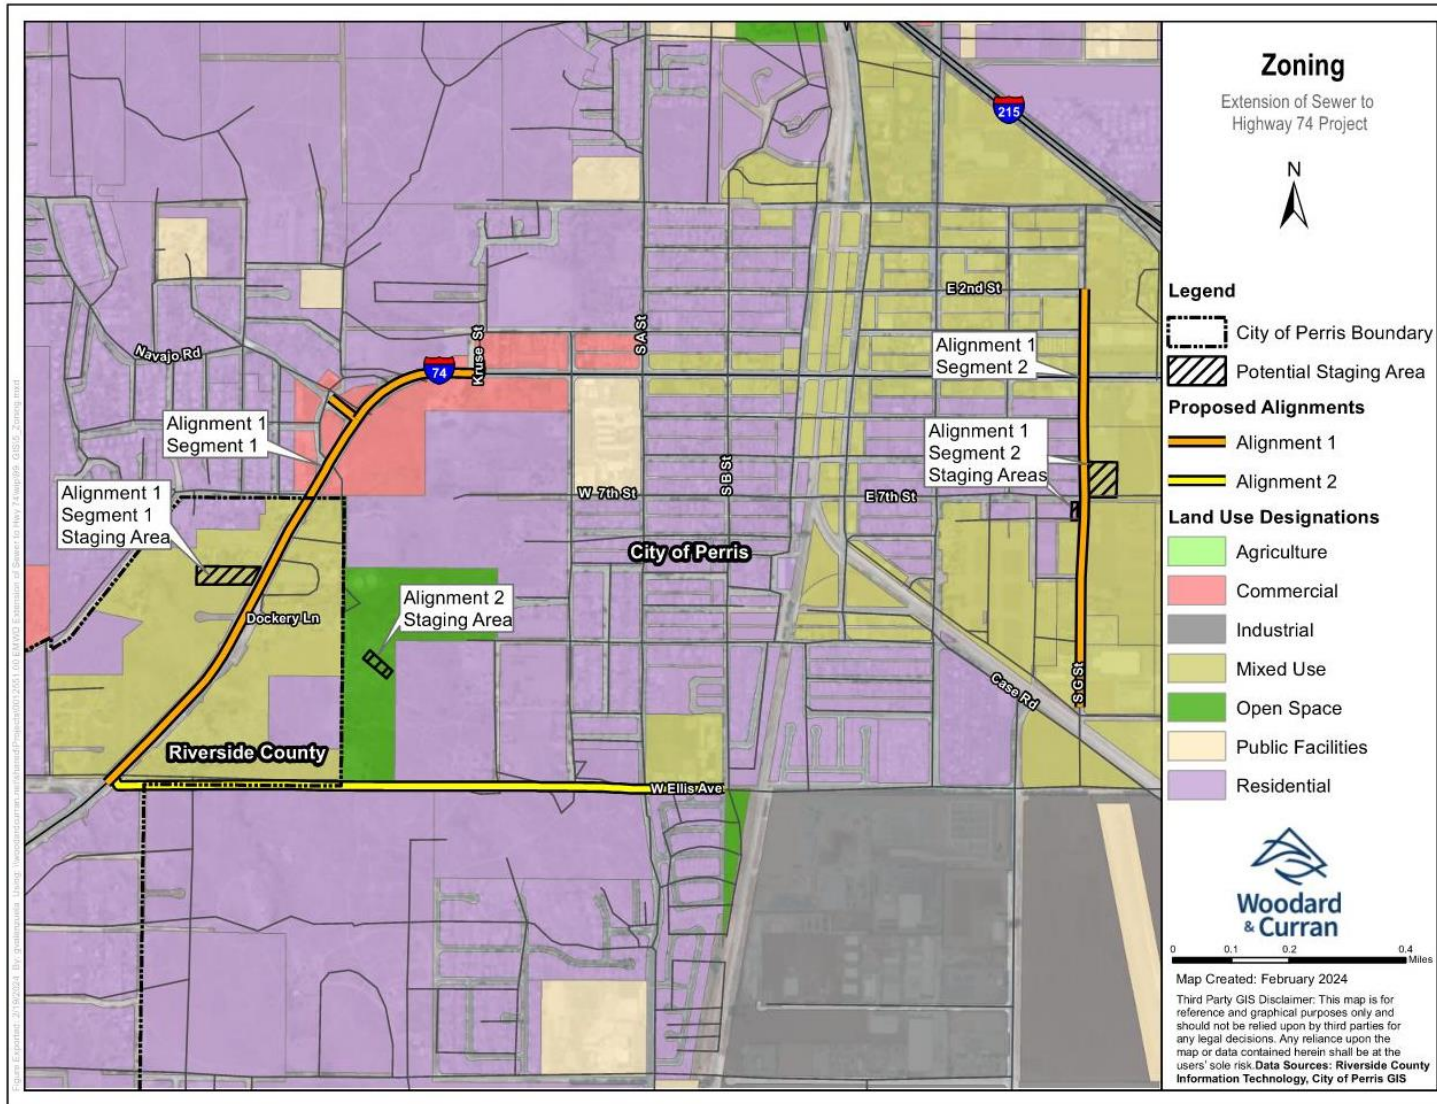 Zoning
Extension of Sewer to
Highway 74 Project
N
Legend
City of Perris Boundary
Potential Staging Area
Proposed Alignments
Alignment 1
Alignment 2
Land Use Designations
Agriculture
Commercial
Industrial
Mixed Use
Open Space
Public Facilities
Residential
Woodard
& Curran
0 0.1 0.2 0.4
Miles
Map Created: February 2024
Third Party GIS Disclaimer: This map is for
reference and graphical purposes only and
should not be relied upon by third parties for
any legal decisions. Any reliance upon the
map or data contained herein shall be at the
users' sole risk.Data Sources: Riverside County
Information Technology, City of Perris GIS
215
E 2nd St
S A St
Kruse St
Navajo Rd
74
Alignment 1
Segment 2
Alignment 1
Segment 1
Alignment 1
Segment 2
Staging Areas
Alignment 1
Segment 1
Staging Area
W 7th St
S B St
E 7th St
City of Perris
Alignment 2
Staging Area
Dockery Ln
Case Rd
S G St
Riverside County
W Ellis Ave